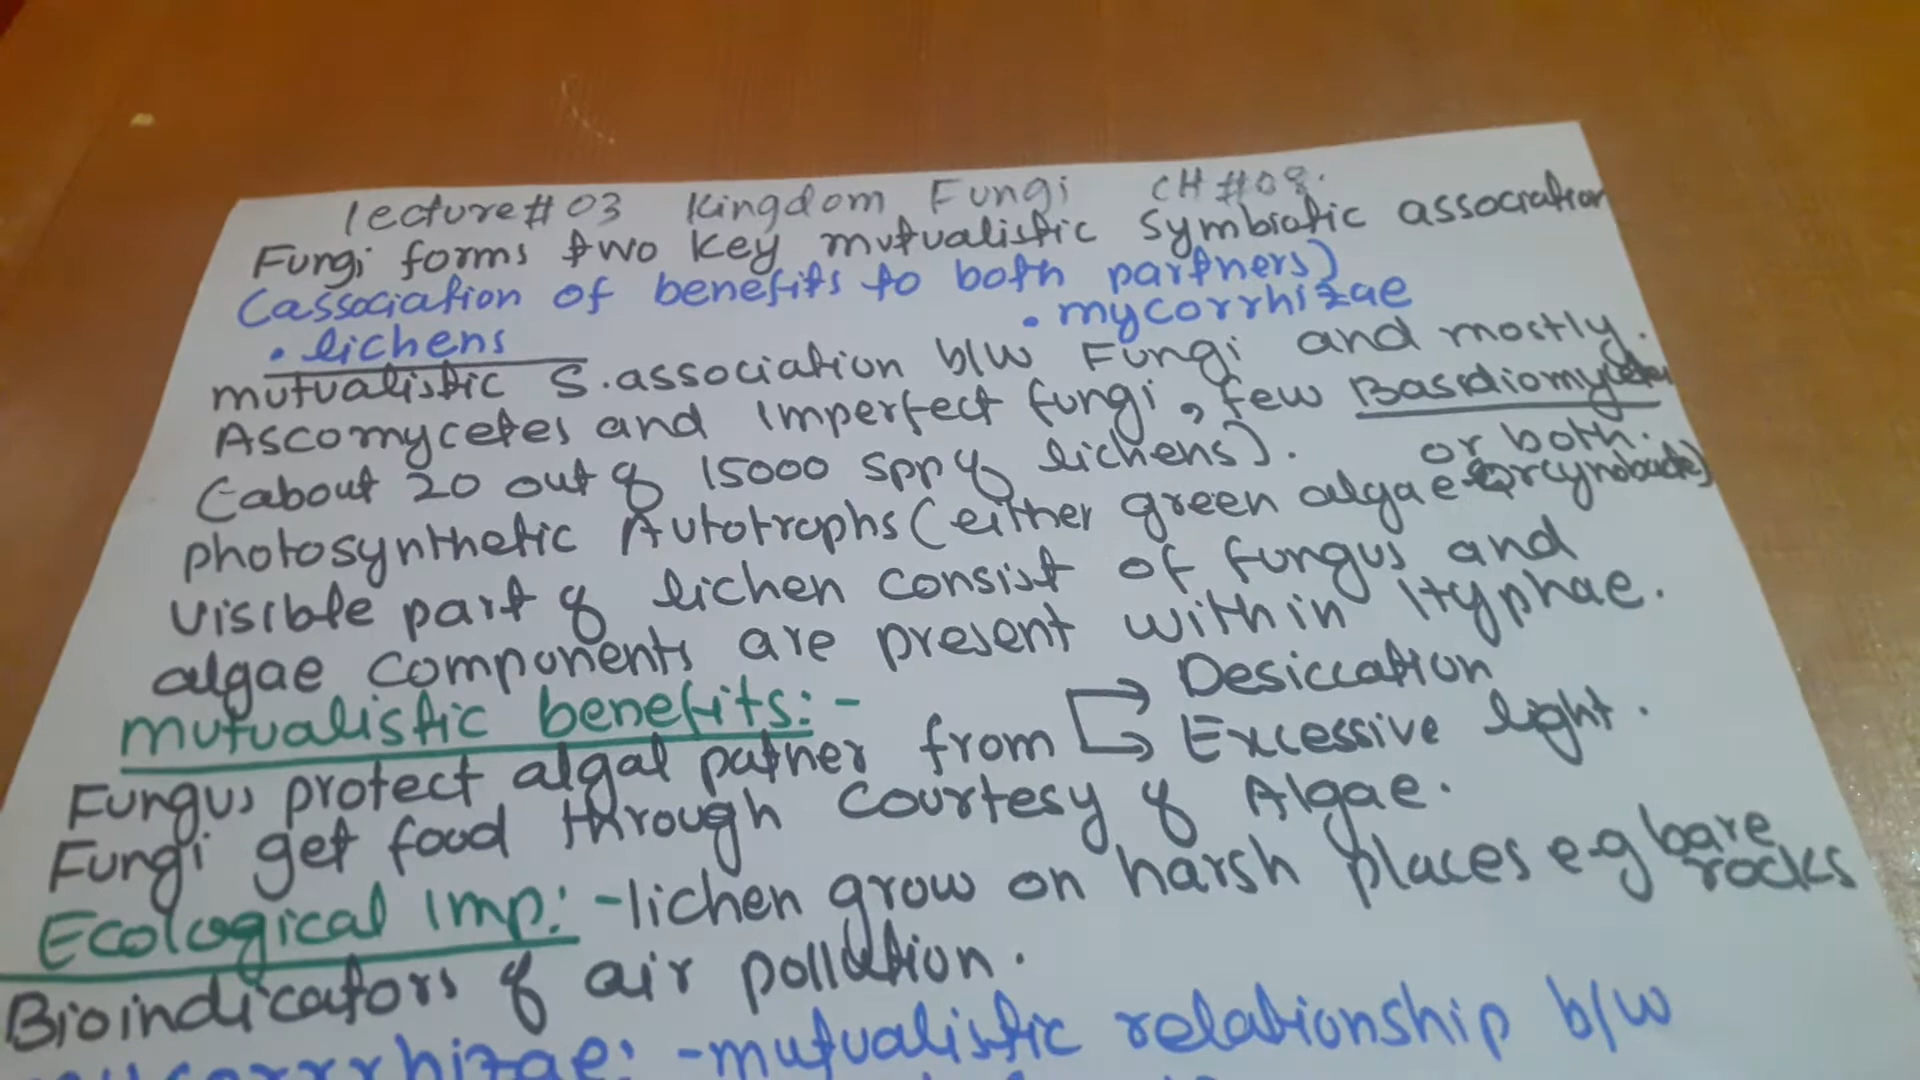 lecture#03 Kingdom Fungi CH#08.
Fungi forms two key mutualistic symbiotic association
(association of benefits to both partners)
• lichens • mycorrhizae
mutualistic S.association b/w Fungi and mostly.
Ascomycetes and Imperfect fungi, few
(about 20 out of 15000 spp of lichens). or both.
photosynthetic Autotrophs (either green algae or
visible part of lichen consist of fungus and
algae components are present within Hyphae.
mutualistic benefits:-
Fungus protect algal patner from Desiccation
Excessive light.
Fungi get food through courtesy of Algae.
Ecological Imp:-lichen grow on harsh places e-g bare rocks
Bioindicators of air pollution.
-mutualistic relationship b/w